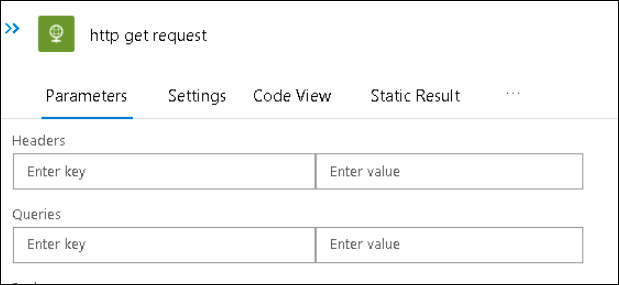 http get request
Parameters Settings Code View Static Result ...
Headers
Enter key Enter value
Queries
Enter key Enter value